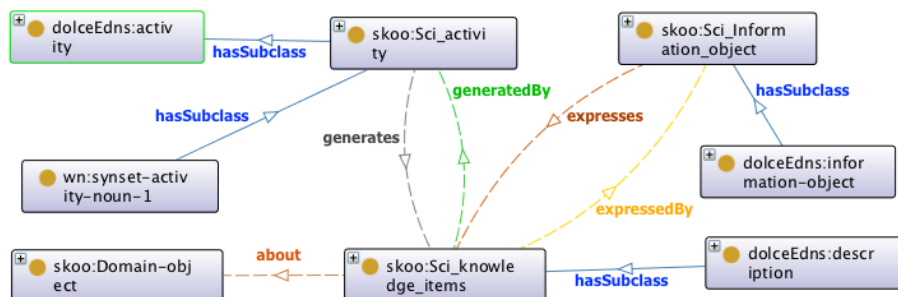 dolceEdns:activ
ity
skoo:Sci_activi
ty
skoo:Sci_Inform
ation_object
hasSubclass
generatedBy
hasSubclass
hasSubclass
expresses
generates
wn:synset-activ
ity-noun-1
dolceEdns:infor
mation-object
expressedBy
skoo:Domain-obj
ect
about
skoo:Sci_knowle
dge_items
hasSubclass
dolceEdns:descr
iption